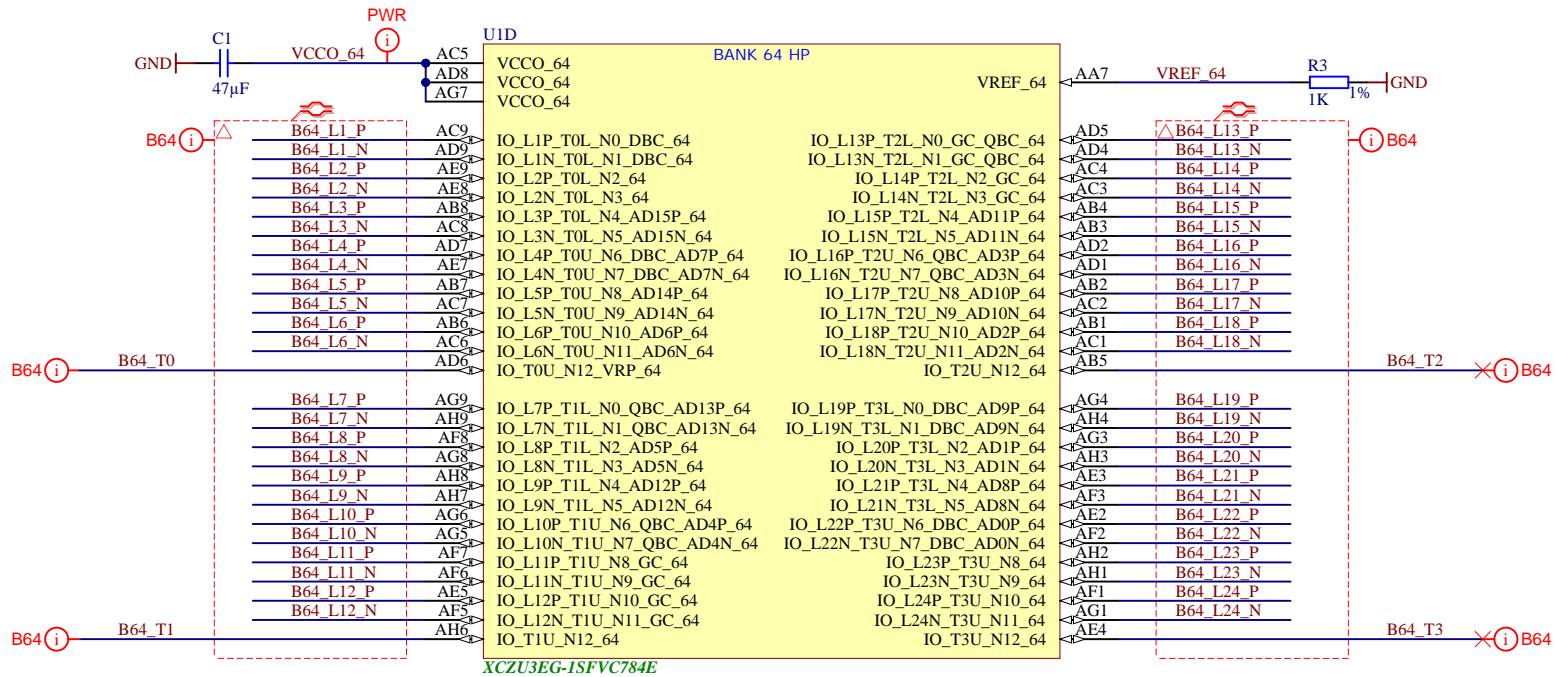 PWR
U1D
C1
GND
VCCO_64
47µF
AC5
VCCO_64
AD8
VCCO_64
AG7
VCCO_64
BANK 64 HP
VREF_64
AA7
VREF_64
R3
1K
1%
GND
B64
B64_L1_P AC9 IO_L1P_T0L_N0_DBC_64
B64_L1_N AD9 IO_L1N_T0L_N1_DBC_64
B64_L2_P AE9 IO_L2P_T0L_N2_64
B64_L2_N AE8 IO_L2N_T0L_N3_64
B64_L3_P AB8 IO_L3P_T0L_N4_AD15P_64
B64_L3_N AC8 IO_L3N_T0L_N5_AD15N_64
B64_L4_P AD7 IO_L4P_T0U_N6_DBC_AD7P_64
B64_L4_N AE7 IO_L4N_T0U_N7_DBC_AD7N_64
B64_L5_P AB7 IO_L5P_T0U_N8_AD14P_64
B64_L5_N AC7 IO_L5N_T0U_N9_AD14N_64
B64_L6_P AB6 IO_L6P_T0U_N10_AD6P_64
B64_L6_N AC6 IO_L6N_T0U_N11_AD6N_64
B64 B64_T0 AD6 IO_T0U_N12_VRP_64
B64_L7_P AG9 IO_L7P_T1L_N0_QBC_AD13P_64
B64_L7_N AH9 IO_L7N_T1L_N1_QBC_AD13N_64
B64_L8_P AF8 IO_L8P_T1L_N2_AD5P_64
B64_L8_N AG8 IO_L8N_T1L_N3_AD5N_64
B64_L9_P AH8 IO_L9P_T1L_N4_AD12P_64
B64_L9_N AH7 IO_L9N_T1L_N5_AD12N_64
B64_L10_P AG6 IO_L10P_T1U_N6_QBC_AD4P_64
B64_L10_N AG5 IO_L10N_T1U_N7_QBC_AD4N_64
B64_L11_P AF7 IO_L11P_T1U_N8_GC_64
B64_L11_N AF6 IO_L11N_T1U_N9_GC_64
B64_L12_P AE5 IO_L12P_T1U_N10_GC_64
B64_L12_N AF5 IO_L12N_T1U_N11_GC_64
B64 B64_T1 AH6 IO_T1U_N12_64
IO_L13P_T2L_N0_GC_QBC_64 AD5 B64_L13_P
B64
IO_L13N_T2L_N1_GC_QBC_64 AD4 B64_L13_N
IO_L14P_T2L_N2_GC_64 AC4 B64_L14_P
IO_L14N_T2L_N3_GC_64 AC3 B64_L14_N
IO_L15P_T2L_N4_AD11P_64 AB4 B64_L15_P
IO_L15N_T2L_N5_AD11N_64 AB3 B64_L15_N
IO_L16P_T2U_N6_QBC_AD3P_64 AD2 B64_L16_P
IO_L16N_T2U_N7_QBC_AD3N_64 AD1 B64_L16_N
IO_L17P_T2U_N8_AD10P_64 AB2 B64_L17_P
IO_L17N_T2U_N9_AD10N_64 AC2 B64_L17_N
IO_L18P_T2U_N10_AD2P_64 AB1 B64_L18_P
IO_L18N_T2U_N11_AD2N_64 AC1 B64_L18_N
IO_T2U_N12_64 AB5 B64_T2 B64
IO_L19P_T3L_N0_DBC_AD9P_64 AG4 B64_L19_P
IO_L19N_T3L_N1_DBC_AD9N_64 AH4 B64_L19_N
IO_L20P_T3L_N2_AD1P_64 AG3 B64_L20_P
IO_L20N_T3L_N3_AD1N_64 AH3 B64_L20_N
IO_L21P_T3L_N4_AD8P_64 AE3 B64_L21_P
IO_L21N_T3L_N5_AD8N_64 AF3 B64_L21_N
IO_L22P_T3U_N6_DBC_AD0P_64 AE2 B64_L22_P
IO_L22N_T3U_N7_DBC_AD0N_64 AF2 B64_L22_N
IO_L23P_T3U_N8_64 AH2 B64_L23_P
IO_L23N_T3U_N9_64 AH1 B64_L23_N
IO_L24P_T3U_N10_64 AF1 B64_L24_P
IO_L24N_T3U_N11_64 AG1 B64_L24_N
IO_T3U_N12_64 AE4 B64_T3 B64
XCZU3EG-1SFVC784E